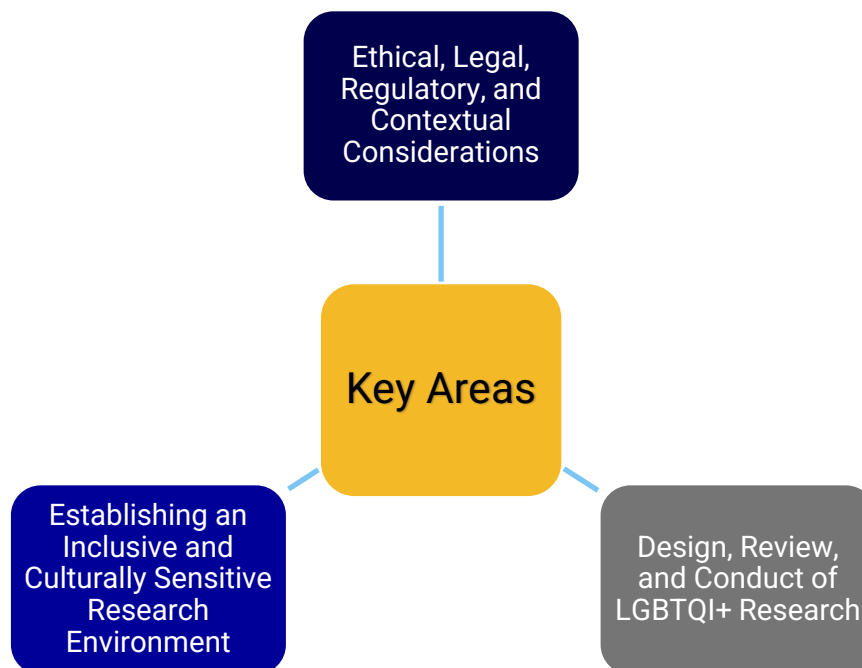 Ethical, Legal,
Regulatory, and
Contextual
Considerations
Key Areas
Establishing an
Inclusive and
Culturally Sensitive
Research
Environment
Design, Review,
and Conduct of
LGBTQI+ Research